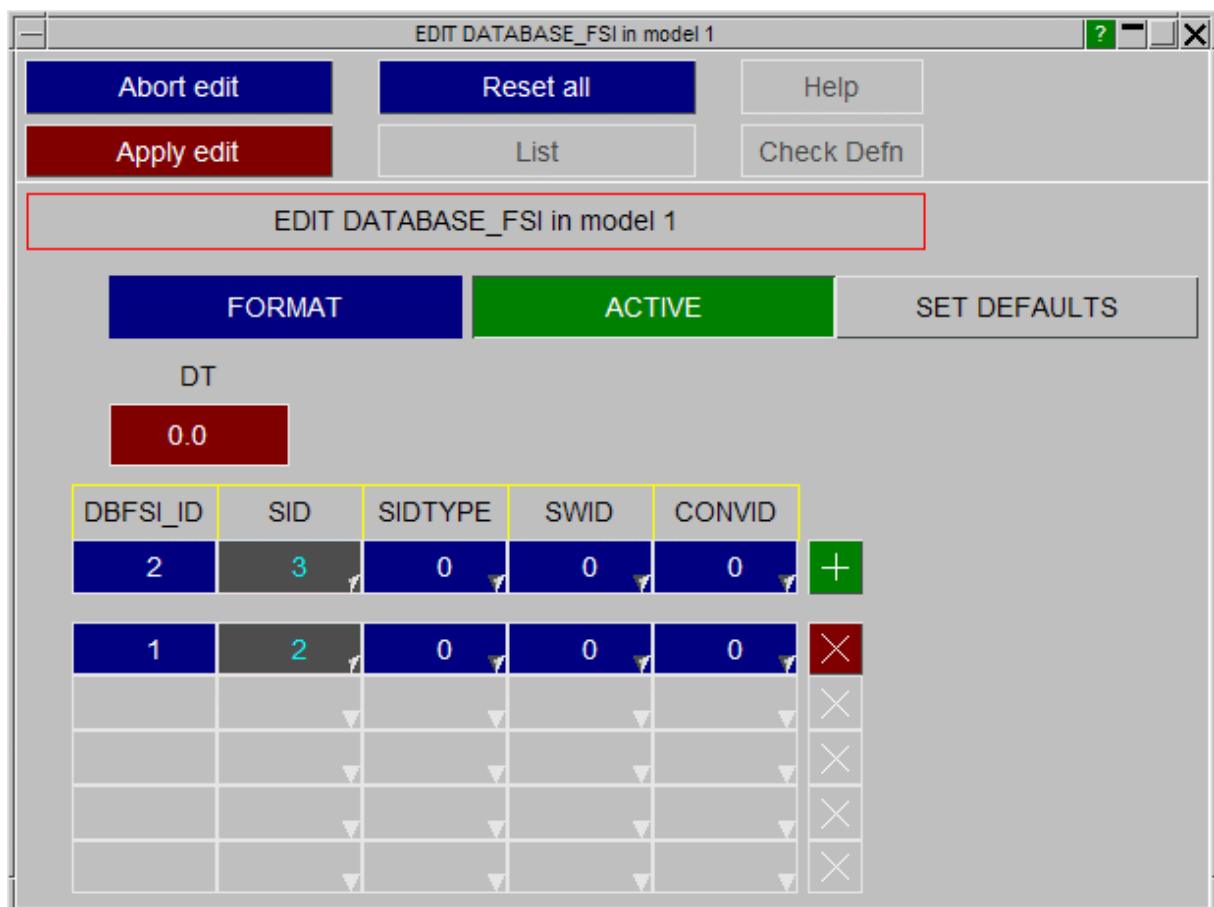 EDIT DATABASE_FSI in model 1 ?
Abort edit Reset all Help
Apply edit List Check Defn
EDIT DATABASE_FSI in model 1
FORMAT ACTIVE SET DEFAULTS
DT
0.0
DBFSI_ID SID SIDTYPE SWID CONVID
2 3 0 0 0
1 2 0 0 0